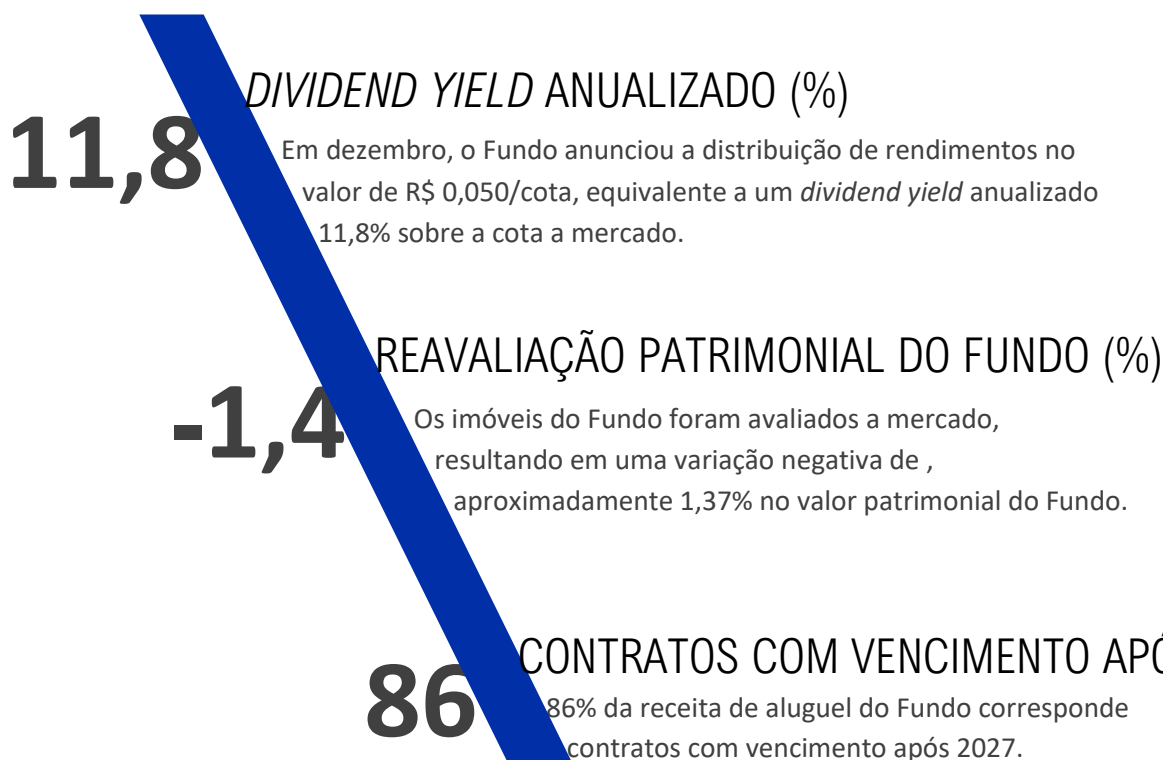 DIVIDEND YIELD ANUALIZADO (%)
11,8
Em dezembro, o Fundo anunciou a distribuição de rendimentos no
valor de R$ 0,050/cota, equivalente a um dividend yield anualizado
11,8% sobre a cota a mercado.
REAVALIAÇÃO PATRIMONIAL DO FUNDO (%)
-1,4
Os imóveis do Fundo foram avaliados a mercado,
resultando em uma variação negativa de ,
aproximadamente 1,37% no valor patrimonial do Fundo.
CONTRATOS COM VENCIMENTO
86
86% da receita de aluguel do Fundo corresponde
contratos com vencimento após 2027.